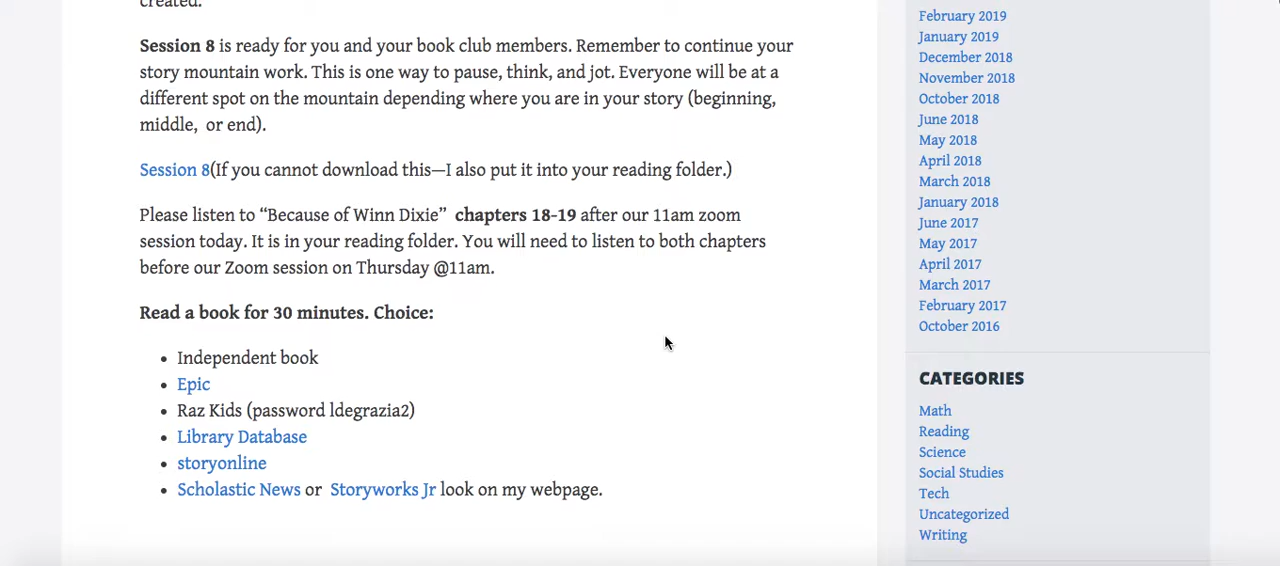 created.
Session 8 is ready for you and your book club members. Remember to continue your
story mountain work. This is one way to pause, think, and jot. Everyone will be at a
different spot on the mountain depending where you are in your story (beginning,
middle,  or end).
Session 8(If you cannot download this—I also put it into your reading folder.)
Please listen to “Because of Winn Dixie”  chapters 18-19 after our 11am zoom
session today. It is in your reading folder. You will need to listen to both chapters
before our Zoom session on Thursday @11am.
Read a book for 30 minutes. Choice:
• Independent book
• Epic
• Raz Kids (password ldegrazia2)
• Library Database
• storyonline
• Scholastic News or  Storyworks Jr look on my webpage.
February 2019
January 2019
December 2018
November 2018
October 2018
June 2018
May 2018
April 2018
March 2018
January 2018
June 2017
May 2017
April 2017
March 2017
February 2017
October 2016
CATEGORIES
Math
Reading
Science
Social Studies
Tech
Uncategorized
Writing